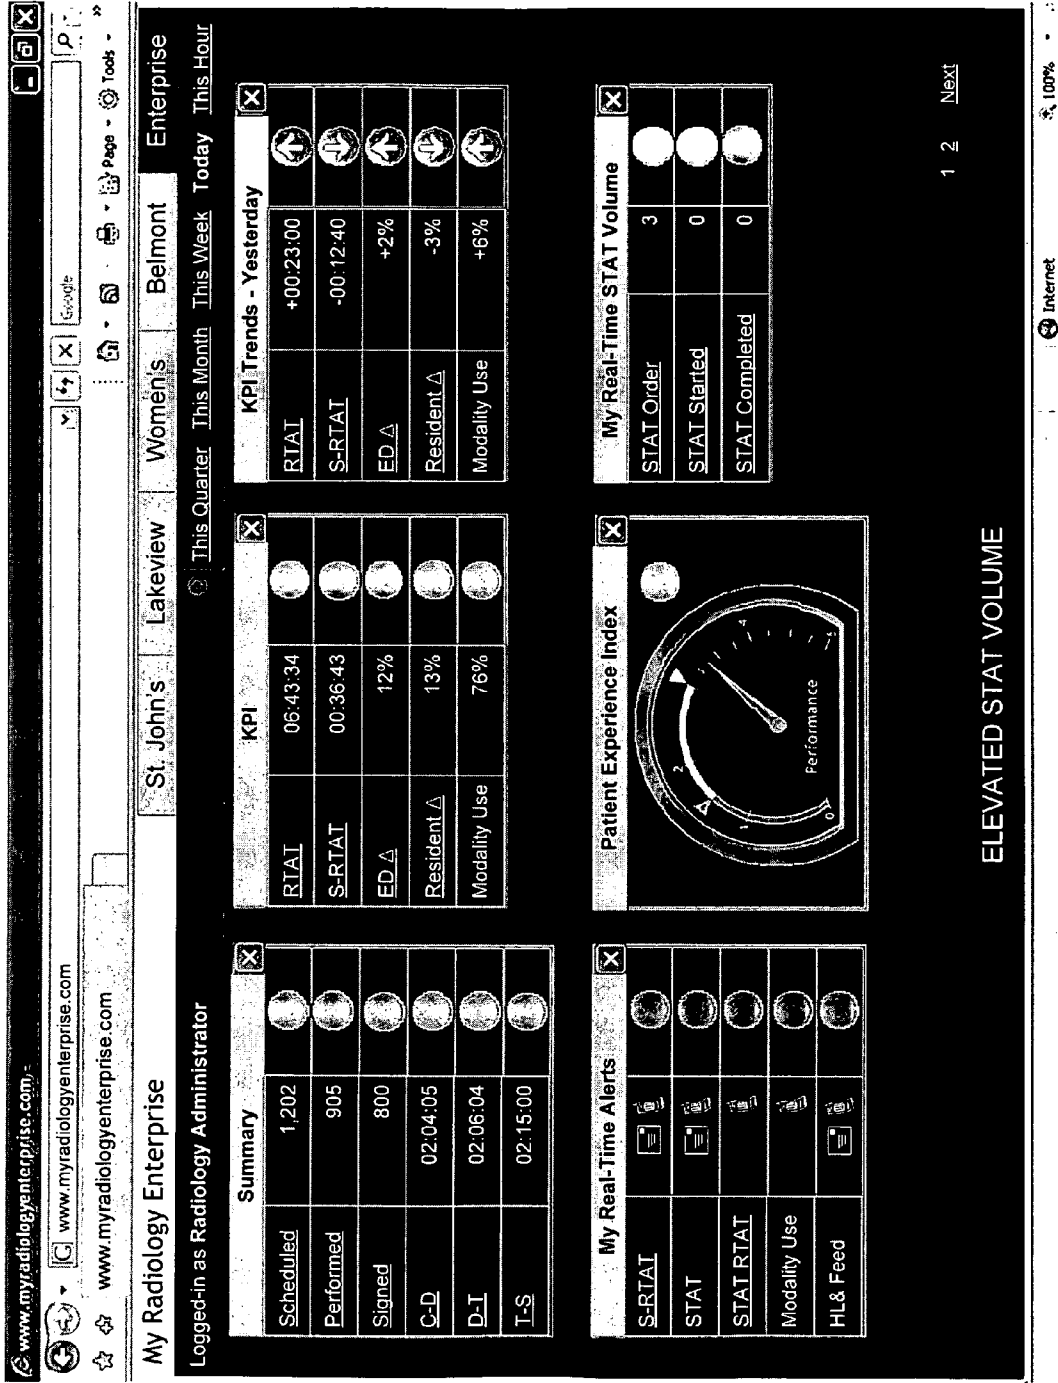 www.myradiologyenterprise.com -
www.myradiologyenterprise.com
Google
www.myradiologyenterprise.com
Page
Tools
My Radiology Enterprise
St. John's
Lakeview
Women's
Belmont
Enterprise
Logged-in as Radiology Administrator
This Quarter This Month This Week Today This Hour
Summary
Scheduled 1,202
Performed 905
Signed 800
C-D 02:04:05
D-T 02:06:04
T-S 02:15:00
KPI
RTAT 06:43:34
S-RTAT 00:36:43
ED △ 12%
Resident △ 13%
Modality Use 76%
KPI Trends - Yesterday
RTAT +00:23:00
S-RTAT -00:12:40
ED △ +2%
Resident △ -3%
Modality Use +6%
My Real-Time Alerts
S-RTAT
STAT
STAT RTAT
Modality Use
HL& Feed
Patient Experience Index
0
1
2
4
Performance
My Real-Time STAT Volume
STAT Order 3
STAT Started 0
STAT Completed 0
ELEVATED STAT VOLUME
1 2 Next
Internet
100%